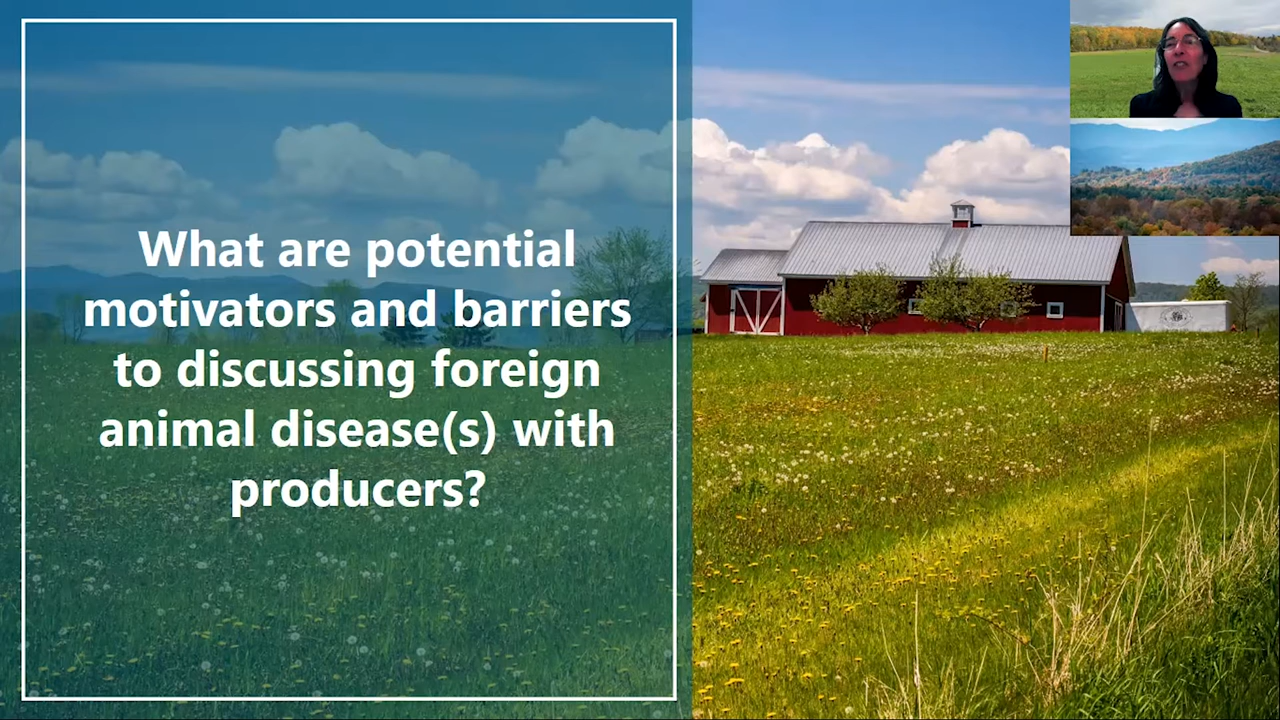 What are potential
motivators and barriers
to discussing foreign
animal disease(s) with
producers?